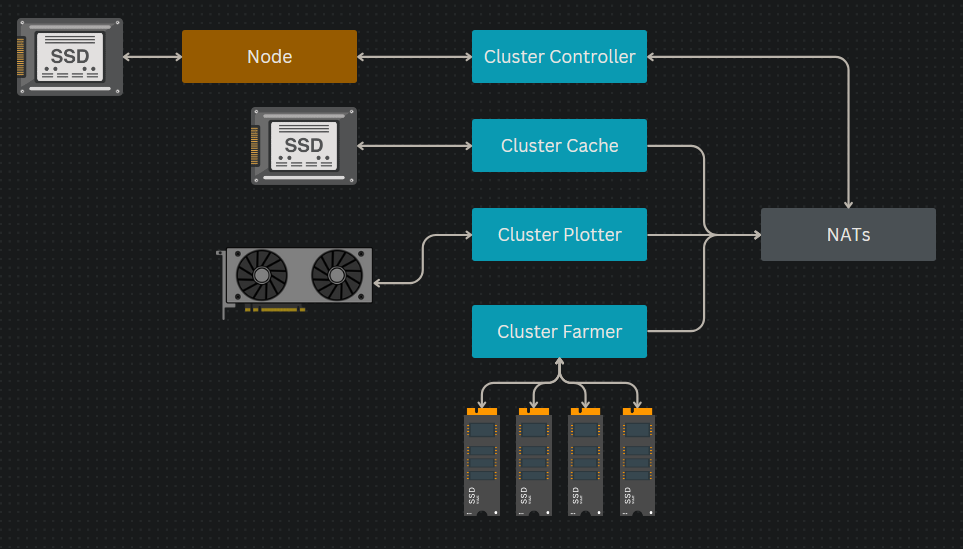 SSD
Node
Cluster Controller
SSD
Cluster Cache
Cluster Plotter
NATs
Cluster Farmer
SSD
SSD
SSD
SSD